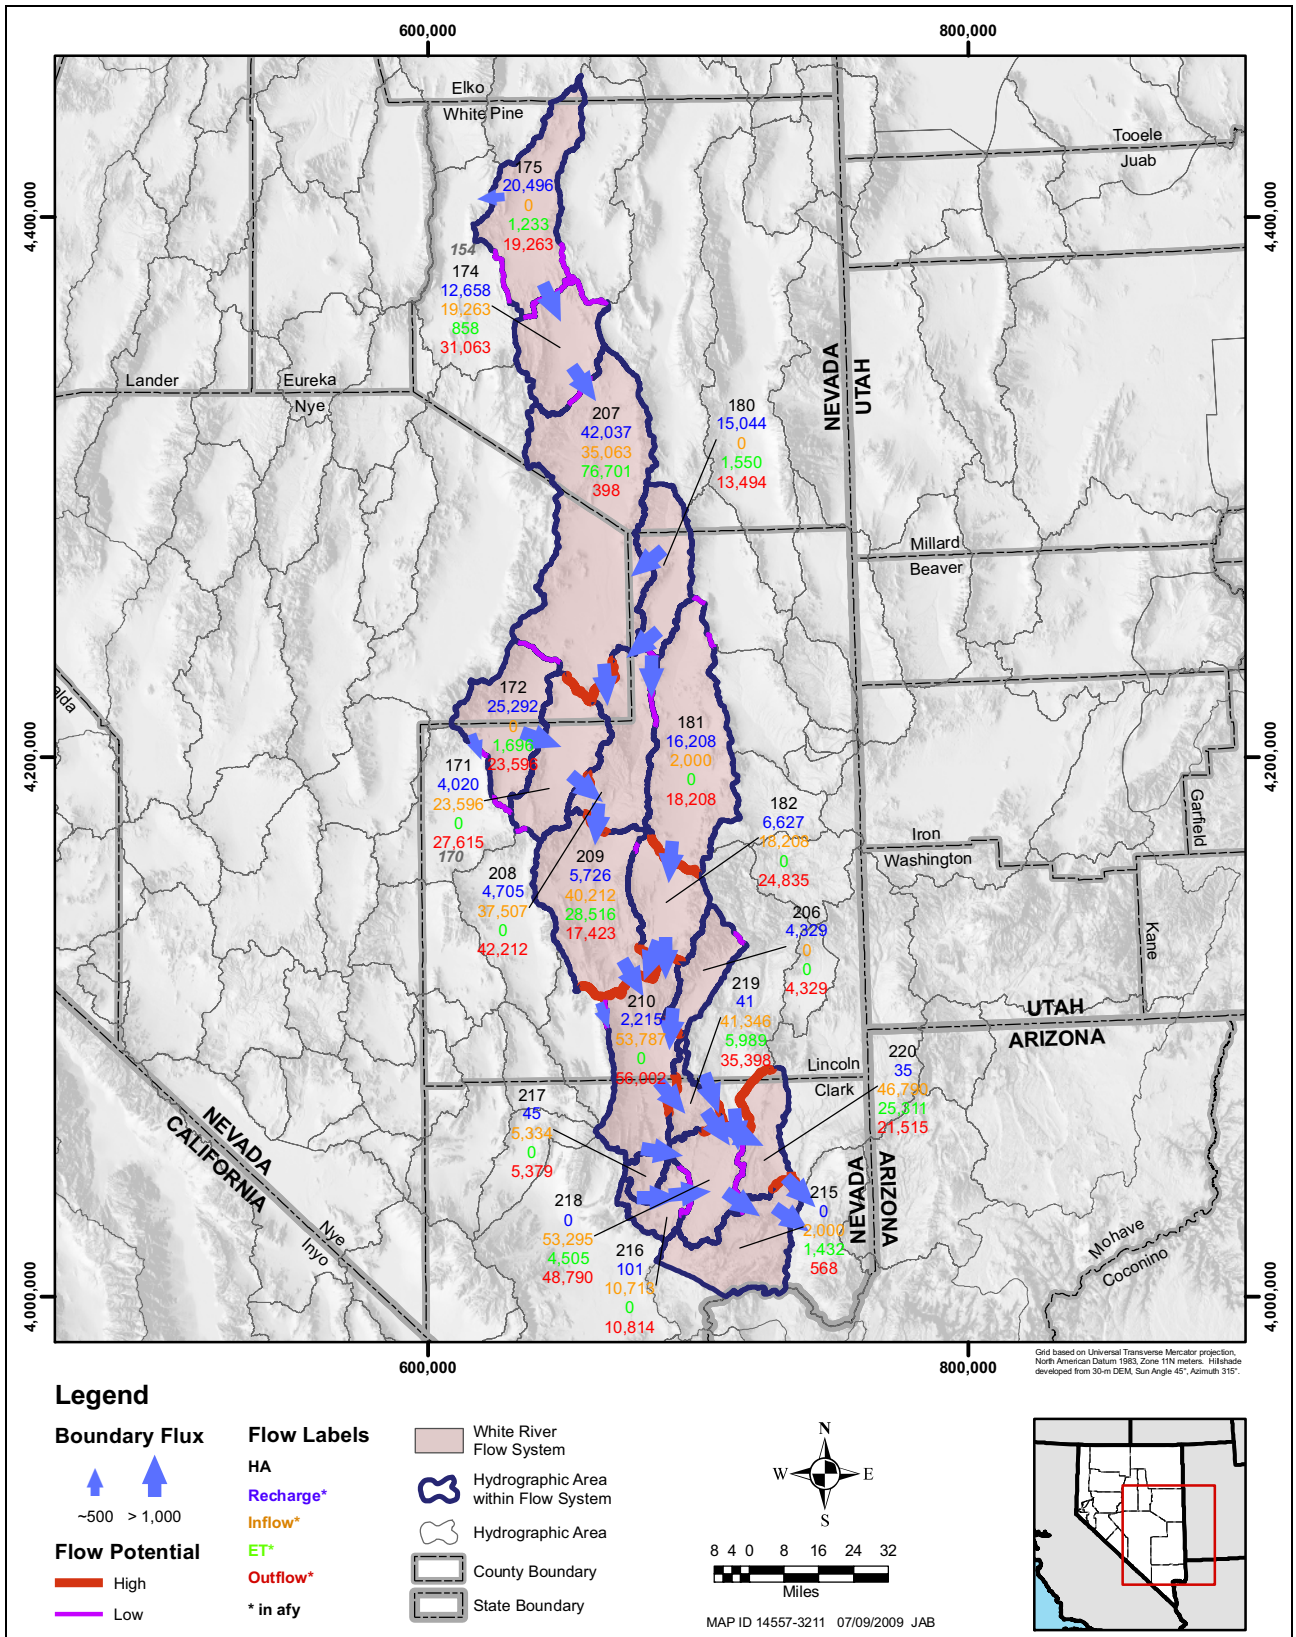 600,000
800,000
Elko
White Pine
Tooele
Juab
175
20,496
0
1,233
19,263
4,400,000
4,400,000
154
174
12,658
19,263
858
31,063
Lander
Eureka
Nye
NEVADA
UTAH
207
42,037
35,063
76,701
398
180
15,044
0
1,550
13,494
Millard
Beaver
172
25,292
0
1,696
23,596
181
16,208
2,000
0
18,208
4,200,000
4,200,000
171
4,020
23,596
0
27,615
170
182
6,627
18,208
0
24,835
Iron
Washington
Garfield
Kane
208
4,705
37,507
0
42,212
209
5,726
40,212
28,516
17,423
206
4,329
0
0
4,329
219
41
41,346
5,989
35,398
210
2,215
53,787
0
56,002
UTAH
ARIZONA
Lincoln
Clark
220
35
46,790
25,311
21,515
217
45
5,334
0
5,379
NEVADA
CALIFORNIA
Nye
Inyo
NEVADA
ARIZONA
218
0
53,295
4,505
48,790
216
101
10,713
0
10,814
215
0
2,000
1,432
568
Mohave
Coconino
4,000,000
4,000,000
600,000
800,000
Grid based on Universal Transverse Mercator projection,
North American Datum 1983, Zone 11N meters. Hillshade
developed from 30-m DEM, Sun Angle 45°, Azimuth 315°.
Legend
Boundary Flux
~500
> 1,000
Flow Potential
High
Low
Flow Labels
HA
Recharge*
Inflow*
ET*
Outflow*
* in afy
White River
Flow System
Hydrographic Area
within Flow System
Hydrographic Area
County Boundary
State Boundary
N
W
E
S
8 4 0 8 16 24 32
Miles
MAP ID 14557-3211 07/09/2009 JAB